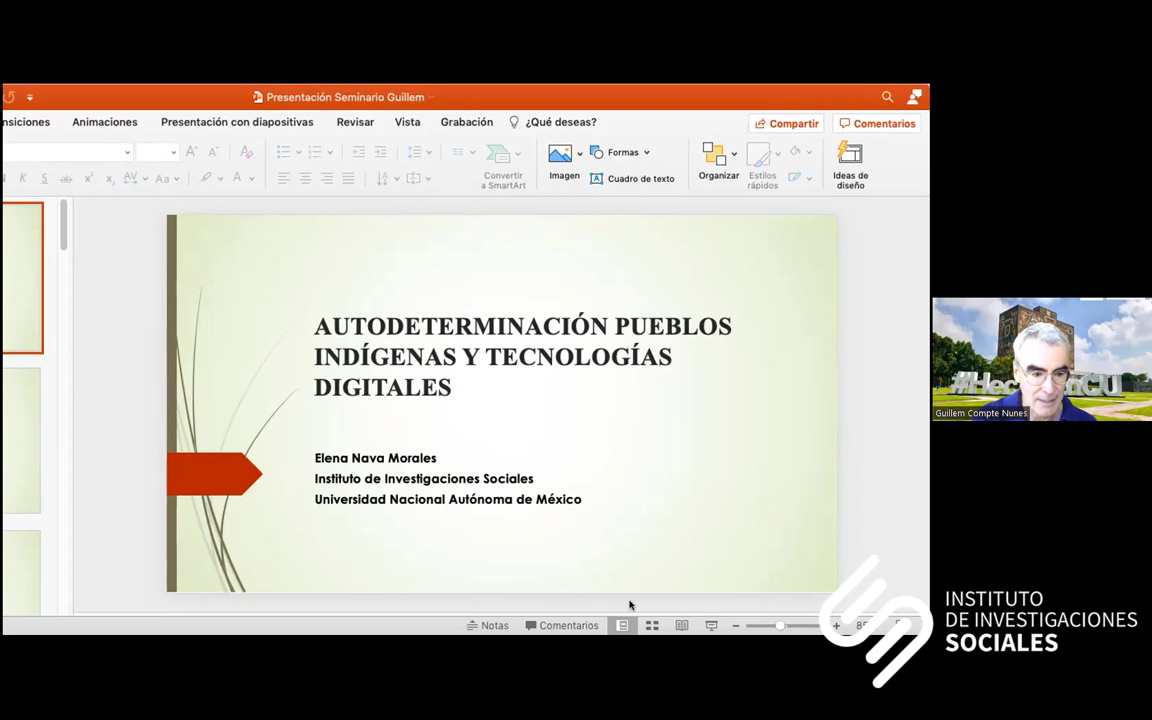 Presentación Seminario Guillem
nsiciones Animaciones Presentación con diapositivas Revisar Vista Grabación ¿Qué deseas? Compartir Comentarios
Convertir
a SmartArt
Imagen
Formas
Cuadro de texto
Organizar
Estilos
rápidos
Ideas de
diseño
AUTODETERMINACIÓN PUEBLOS
INDÍGENAS Y TECNOLOGÍAS
DIGITALES
Elena Nava Morales
Instituto de Investigaciones Sociales
Universidad Nacional Autónoma de México
Guillem Compte Nunes
Notas Comentarios
INSTITUTO
DE INVESTIGACIONES
SOCIALES